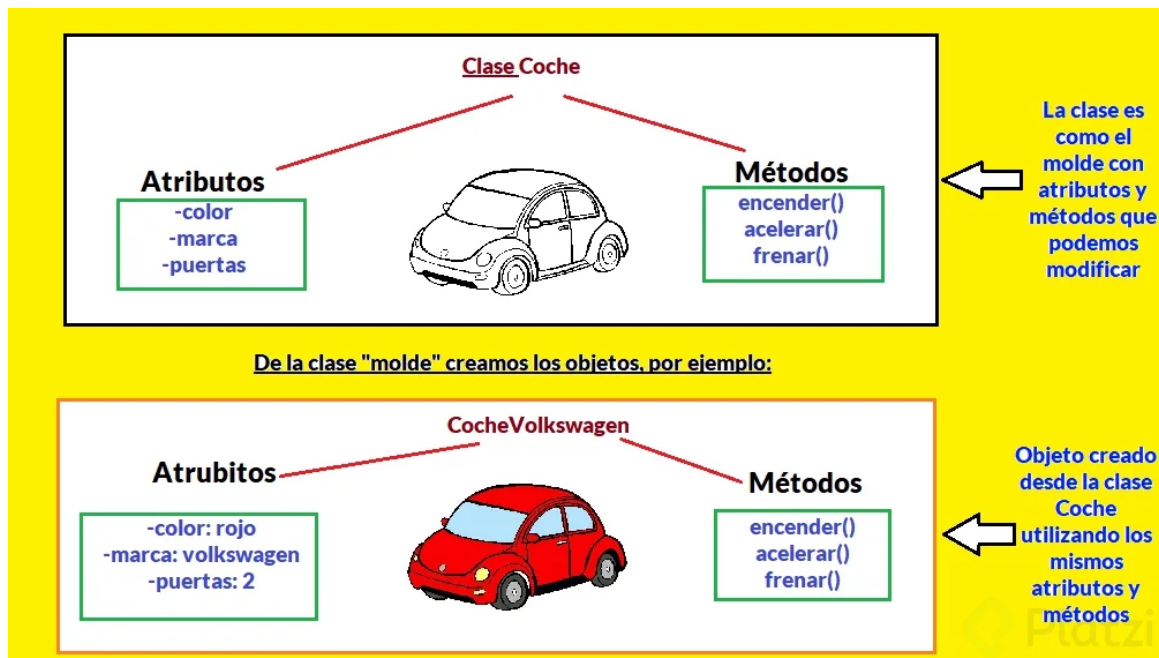 Clase Coche
Atributos
-color
-marca
-puertas
Métodos
encender()
acelerar()
frenar()
La clase es
como el
molde con
atributos y
métodos que
podemos
modificar
De la clase "molde" creamos los objetos, por ejemplo:
CocheVolkswagen
Atrubitos
-color: rojo
-marca: volkswagen
-puertas: 2
Métodos
encender()
acelerar()
frenar()
Objeto creado
desde la clase
Coche
utilizando los
mismos
atributos y
métodos
Platzi